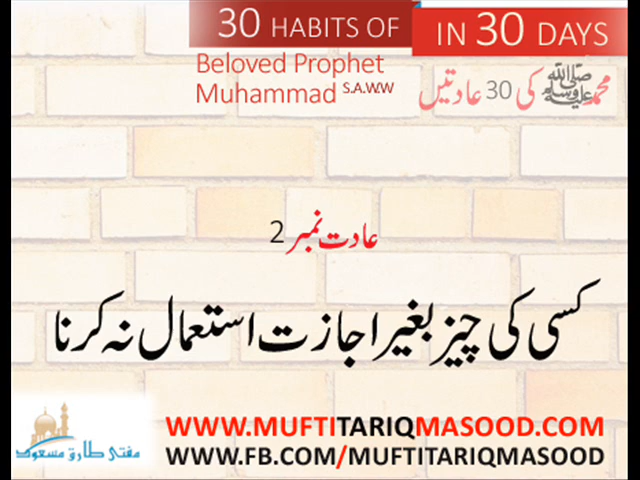 30 HABITS OF IN 30 DAYS
Beloved Prophet
Muhammad S.A.W.W
محمد ﷺ کی 30 عادتیں
عادت نمبر 2
کسی کی چیز بغیر اجازت استعمال نہ کرنا
مفتی طارق مسعود
WWW.MUFTITARIQMASOOD.COM
WWW.FB.COM/MUFTITARIQMASOOD